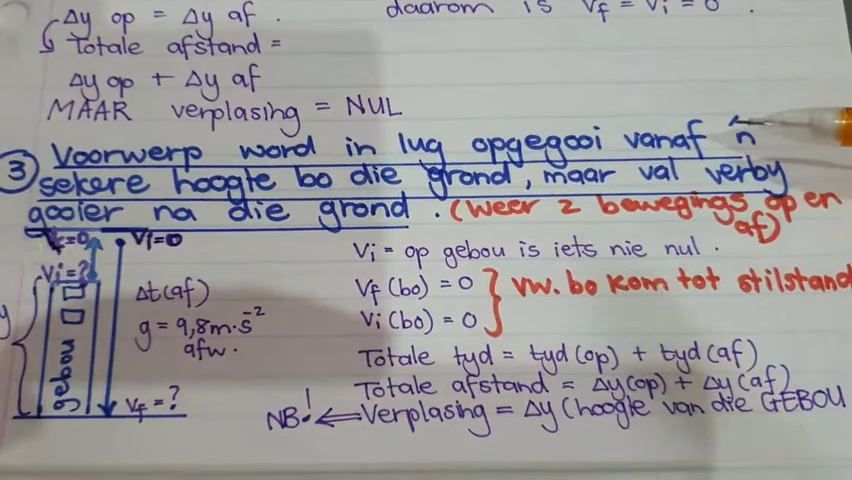 Δy op = Δy af.
daarom is Vf = Vi = 0.
Totale afstand =
Δy op + Δy af
MAAR verplasing = NUL
③ Voorwerp word in lug opgegooi vanaf 'n
sekere hoogte bo die grond, maar val verby
gooier na die grond. (weer 2 bewegings op en
af)
Vf=0 Vi=0
Vi=?
Δt(af)
g = 9,8m·s⁻²
afw.
y
gebou
Vf = ?
Vi = op gebou is iets nie nul.
Vf (bo) = 0
Vi (bo) = 0
} vw. bo kom tot stilstand
Totale tyd = tyd(op) + tyd(af)
Totale afstand = Δy(op) + Δy(af)
NB! ⟸ Verplasing = Δy (hoogte van die GEBOU